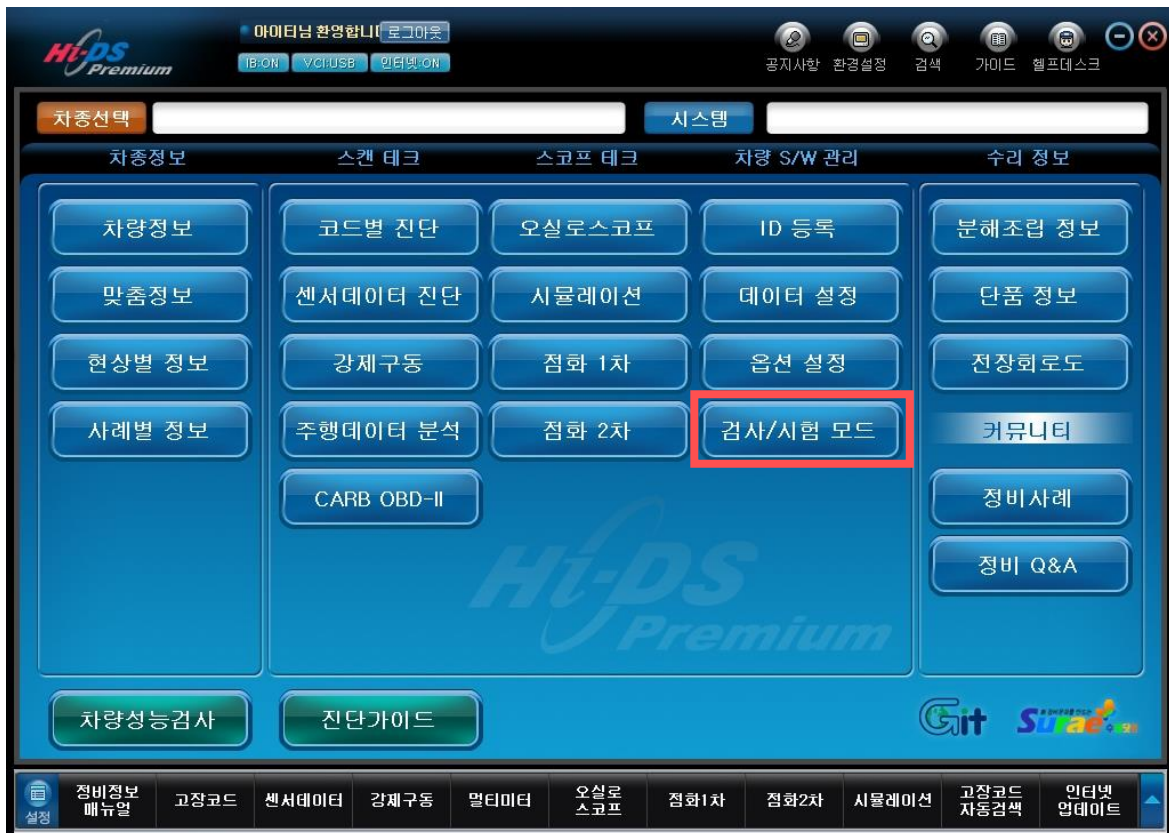 Hi-DS Premium
아이티님 환영합니 로그아웃
IB:ON VCI:USB 인터넷:ON
공지사항 환경설정 검색 가이드 헬프데스크
차종선택 시스템
차종정보 스캔 테크 스코프 테크 차량 S/W 관리 수리 정보
차량정보 코드별 진단 오실로스코프 ID 등록 분해조립 정보
맞춤정보 센서데이터 진단 시뮬레이션 데이터 설정 단품 정보
현상별 정보 강제구동 점화 1차 옵션 설정 전장회로도
사례별 정보 주행데이터 분석 점화 2차 검사/시험 모드 커뮤니티
CARB OBD-II 정비사례
정비 Q&A
Hi-DS
Premium
차량성능검사 진단가이드 Git Surae
설정 정비정보 매뉴얼 고장코드 센서데이터 강제구동 멀티미터 오실로 스코프 점화1차 점화2차 시뮬레이션 고장코드 자동검색 인터넷 업데이트